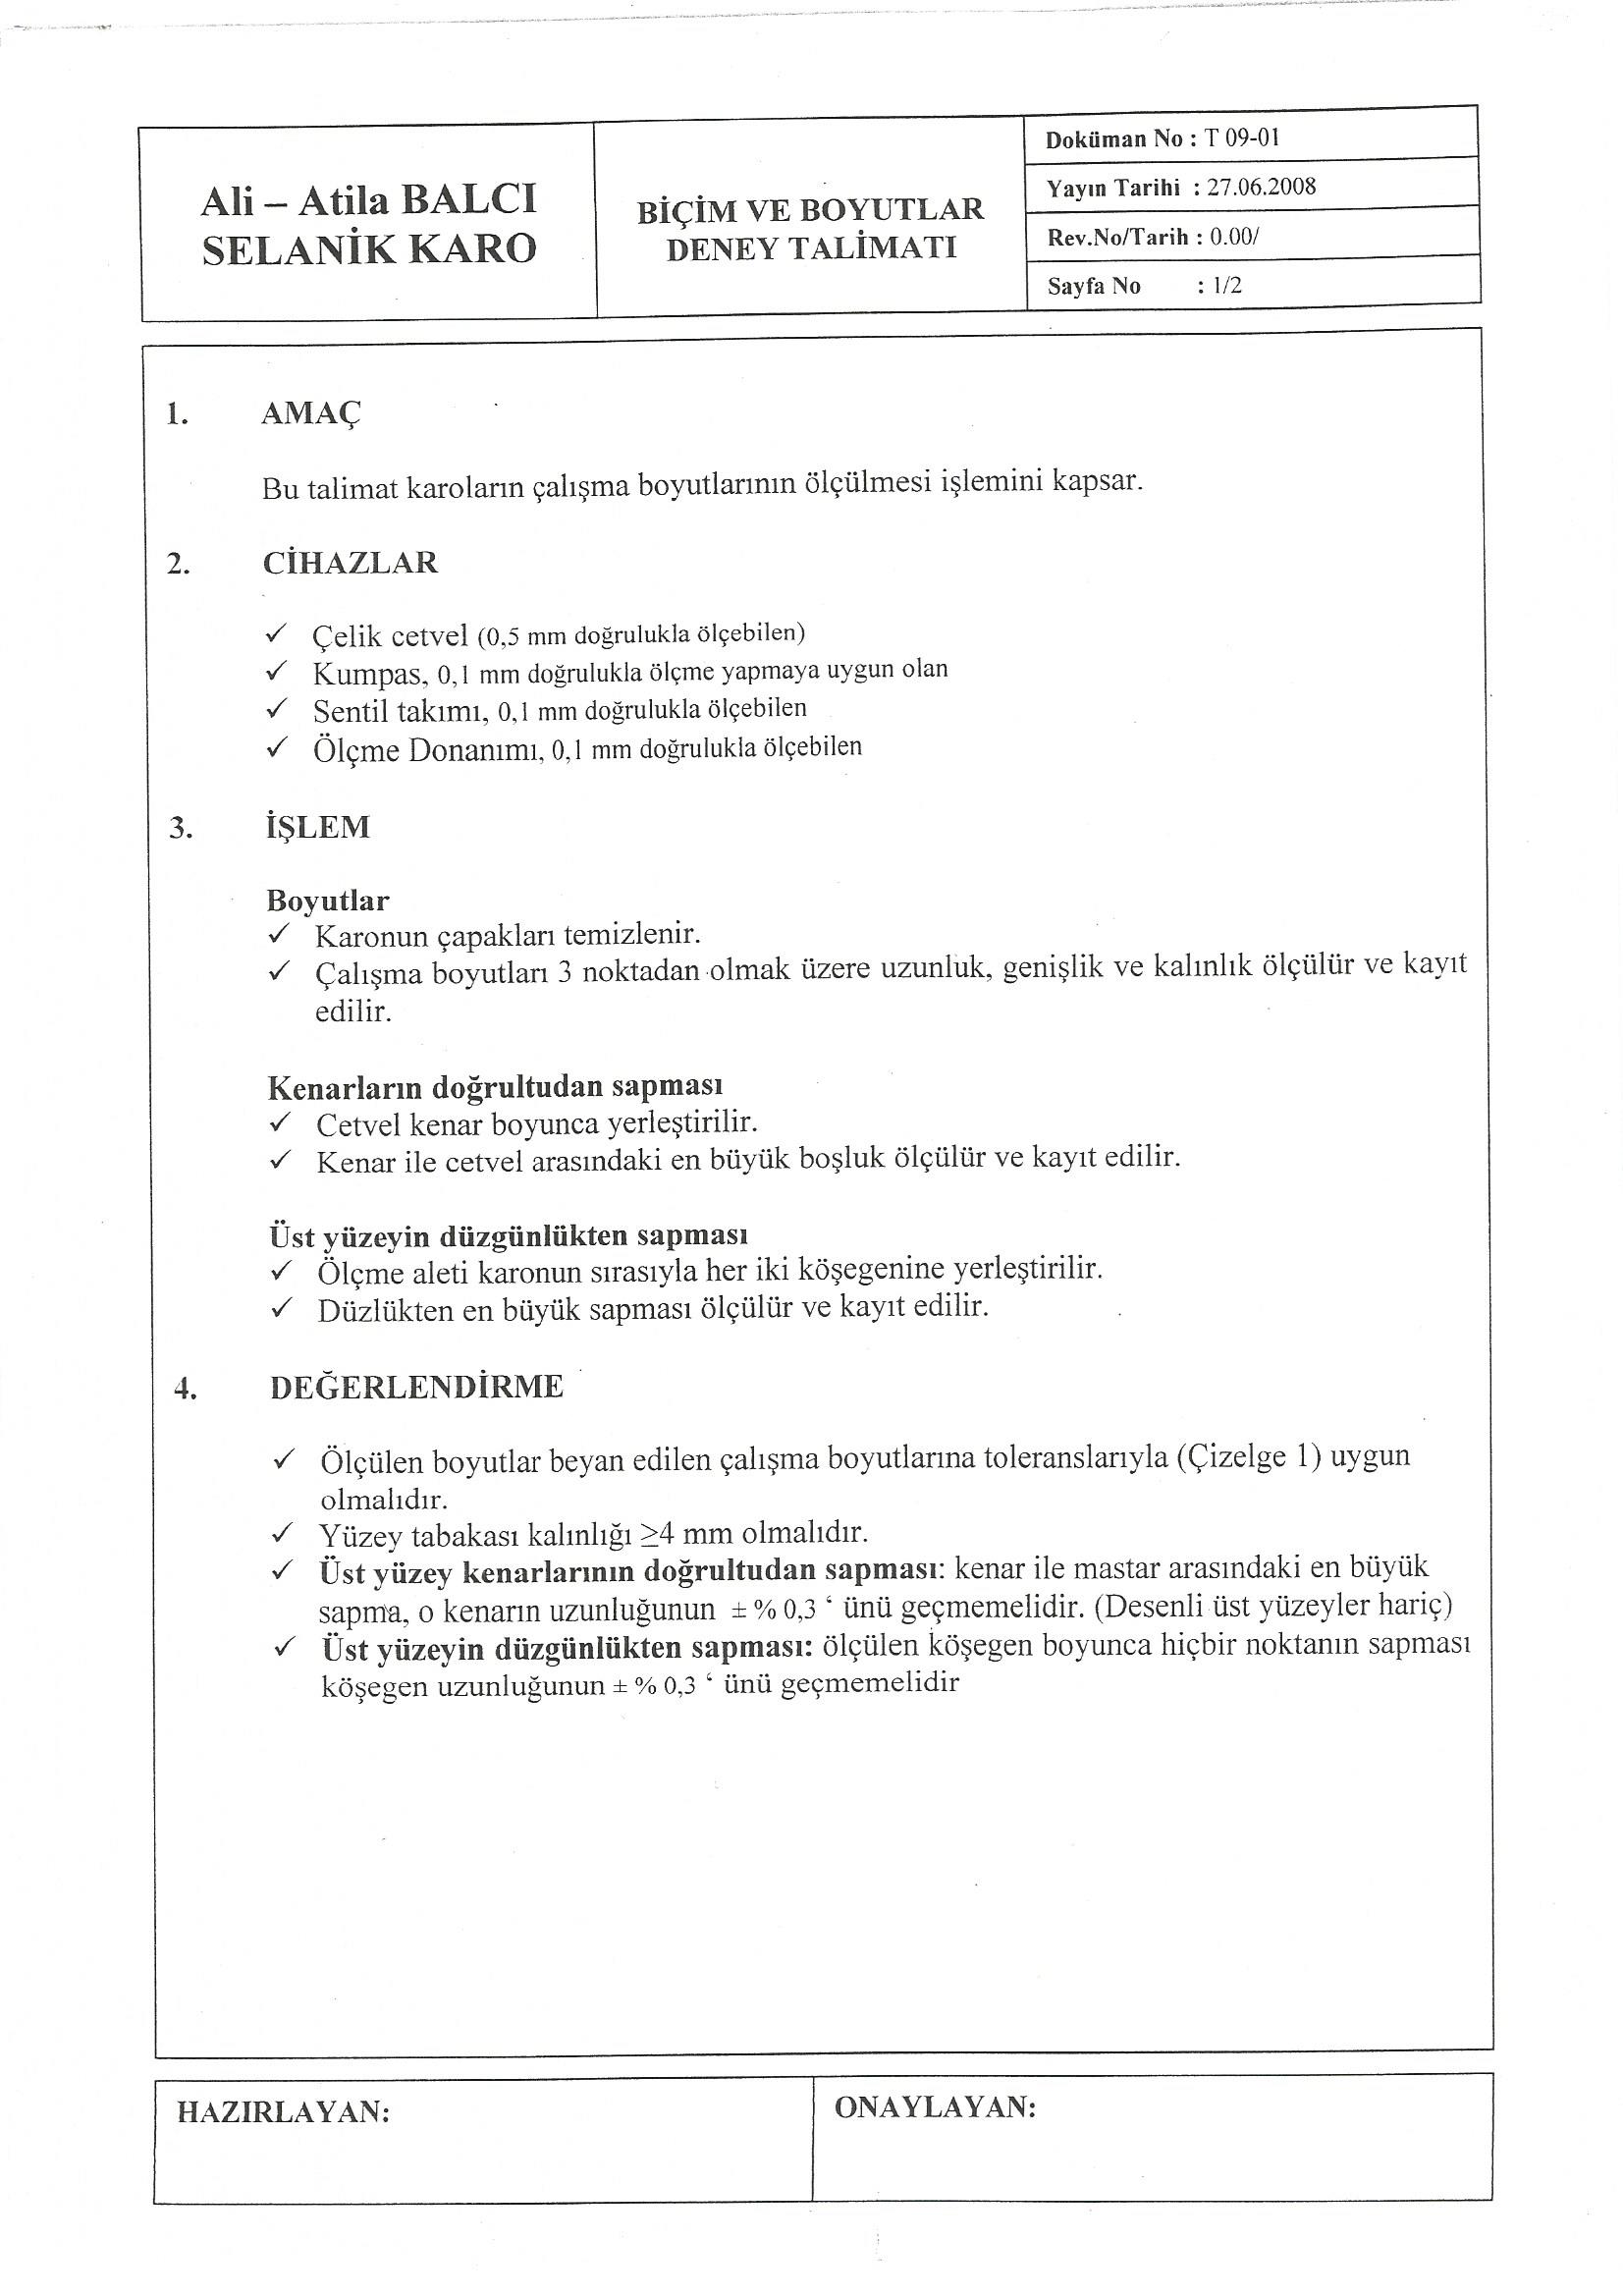 Ali – Atila BALCI
SELANİK KARO
BİÇİM VE BOYUTLAR
DENEY TALİMATI
Doküman No : T 09-01
Yayın Tarihi : 27.06.2008
Rev.No/Tarih : 0.00/
Sayfa No : 1/2
1. AMAÇ
Bu talimat karoların çalışma boyutlarının ölçülmesi işlemini kapsar.
2. CİHAZLAR
✓ Çelik cetvel (0,5 mm doğrulukla ölçebilen)
✓ Kumpas, 0,1 mm doğrulukla ölçme yapmaya uygun olan
✓ Sentil takımı, 0,1 mm doğrulukla ölçebilen
✓ Ölçme Donanımı, 0,1 mm doğrulukla ölçebilen
3. İŞLEM
Boyutlar
✓ Karonun çapakları temizlenir.
✓ Çalışma boyutları 3 noktadan olmak üzere uzunluk, genişlik ve kalınlık ölçülür ve kayıt
edilir.
Kenarların doğrultudan sapması
✓ Cetvel kenar boyunca yerleştirilir.
✓ Kenar ile cetvel arasındaki en büyük boşluk ölçülür ve kayıt edilir.
Üst yüzeyin düzgünlükten sapması
✓ Ölçme aleti karonun sırasıyla her iki köşegenine yerleştirilir.
✓ Düzlükten en büyük sapması ölçülür ve kayıt edilir.
4. DEĞERLENDİRME
✓ Ölçülen boyutlar beyan edilen çalışma boyutlarına toleranslarıyla (Çizelge 1) uygun
olmalıdır.
✓ Yüzey tabakası kalınlığı ≥4 mm olmalıdır.
✓ Üst yüzey kenarlarının doğrultudan sapması: kenar ile mastar arasındaki en büyük
sapma, o kenarın uzunluğunun ± % 0,3 ‘ ünü geçmemelidir. (Desenli üst yüzeyler hariç)
✓ Üst yüzeyin düzgünlükten sapması: ölçülen köşegen boyunca hiçbir noktanın sapması
köşegen uzunluğunun ± % 0,3 ‘ ünü geçmemelidir
HAZIRLAYAN:
ONAYLAYAN: